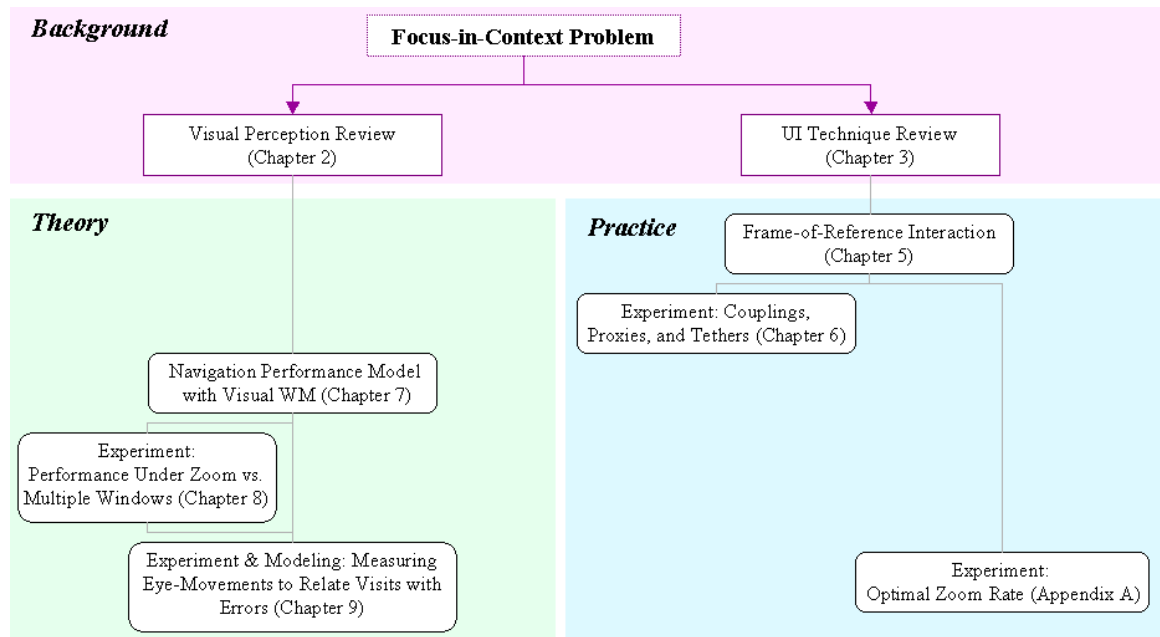 Background
Focus-in-Context Problem
Visual Perception Review
(Chapter 2)
UI Technique Review
(Chapter 3)
Theory
Practice
Frame-of-Reference Interaction
(Chapter 5)
Experiment: Couplings,
Proxies, and Tethers (Chapter 6)
Navigation Performance Model
with Visual WM (Chapter 7)
Experiment:
Performance Under Zoom vs.
Multiple Windows (Chapter 8)
Experiment & Modeling: Measuring
Eye-Movements to Relate Visits with
Errors (Chapter 9)
Experiment:
Optimal Zoom Rate (Appendix A)